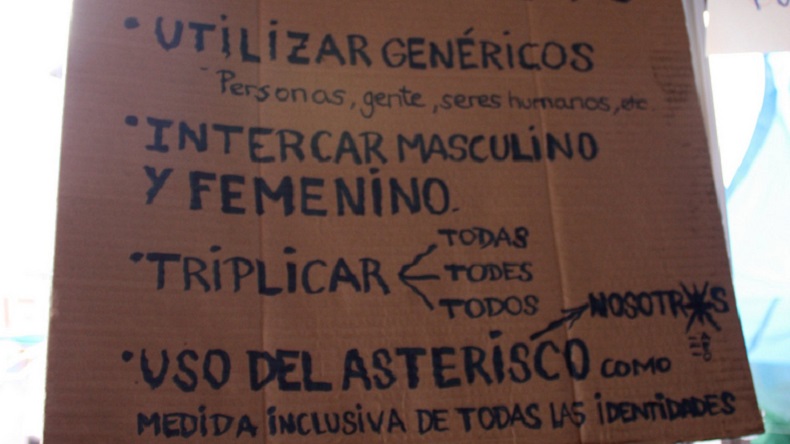 • UTILIZAR GENÉRICOS
- Personas, gente, seres humanos, etc.
• INTERCAR MASCULINO
Y FEMENINO.
• TRIPLICAR
TODAS
TODES
TODOS
• USO DEL ASTERISCO COMO
NOSOTR*S
MEDIDA INCLUSIVA DE TODAS LAS IDENTIDADES